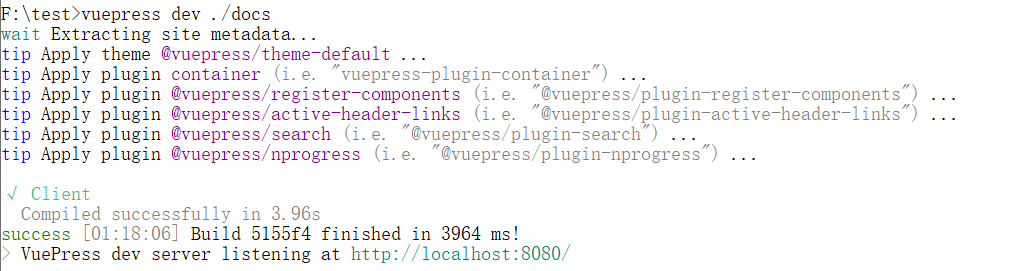 F:\test>vuepress dev ./docs
wait Extracting site metadata...
tip Apply theme @vuepress/theme-default ...
tip Apply plugin container (i.e. "vuepress-plugin-container") ...
tip Apply plugin @vuepress/register-components (i.e. "@vuepress/plugin-register-components") ...
tip Apply plugin @vuepress/active-header-links (i.e. "@vuepress/plugin-active-header-links") ...
tip Apply plugin @vuepress/search (i.e. "@vuepress/plugin-search") ...
tip Apply plugin @vuepress/nprogress (i.e. "@vuepress/plugin-nprogress") ...
√ Client
Compiled successfully in 3.96s
success [01:18:06] Build 5155f4 finished in 3964 ms!
> VuePress dev server listening at http://localhost:8080/